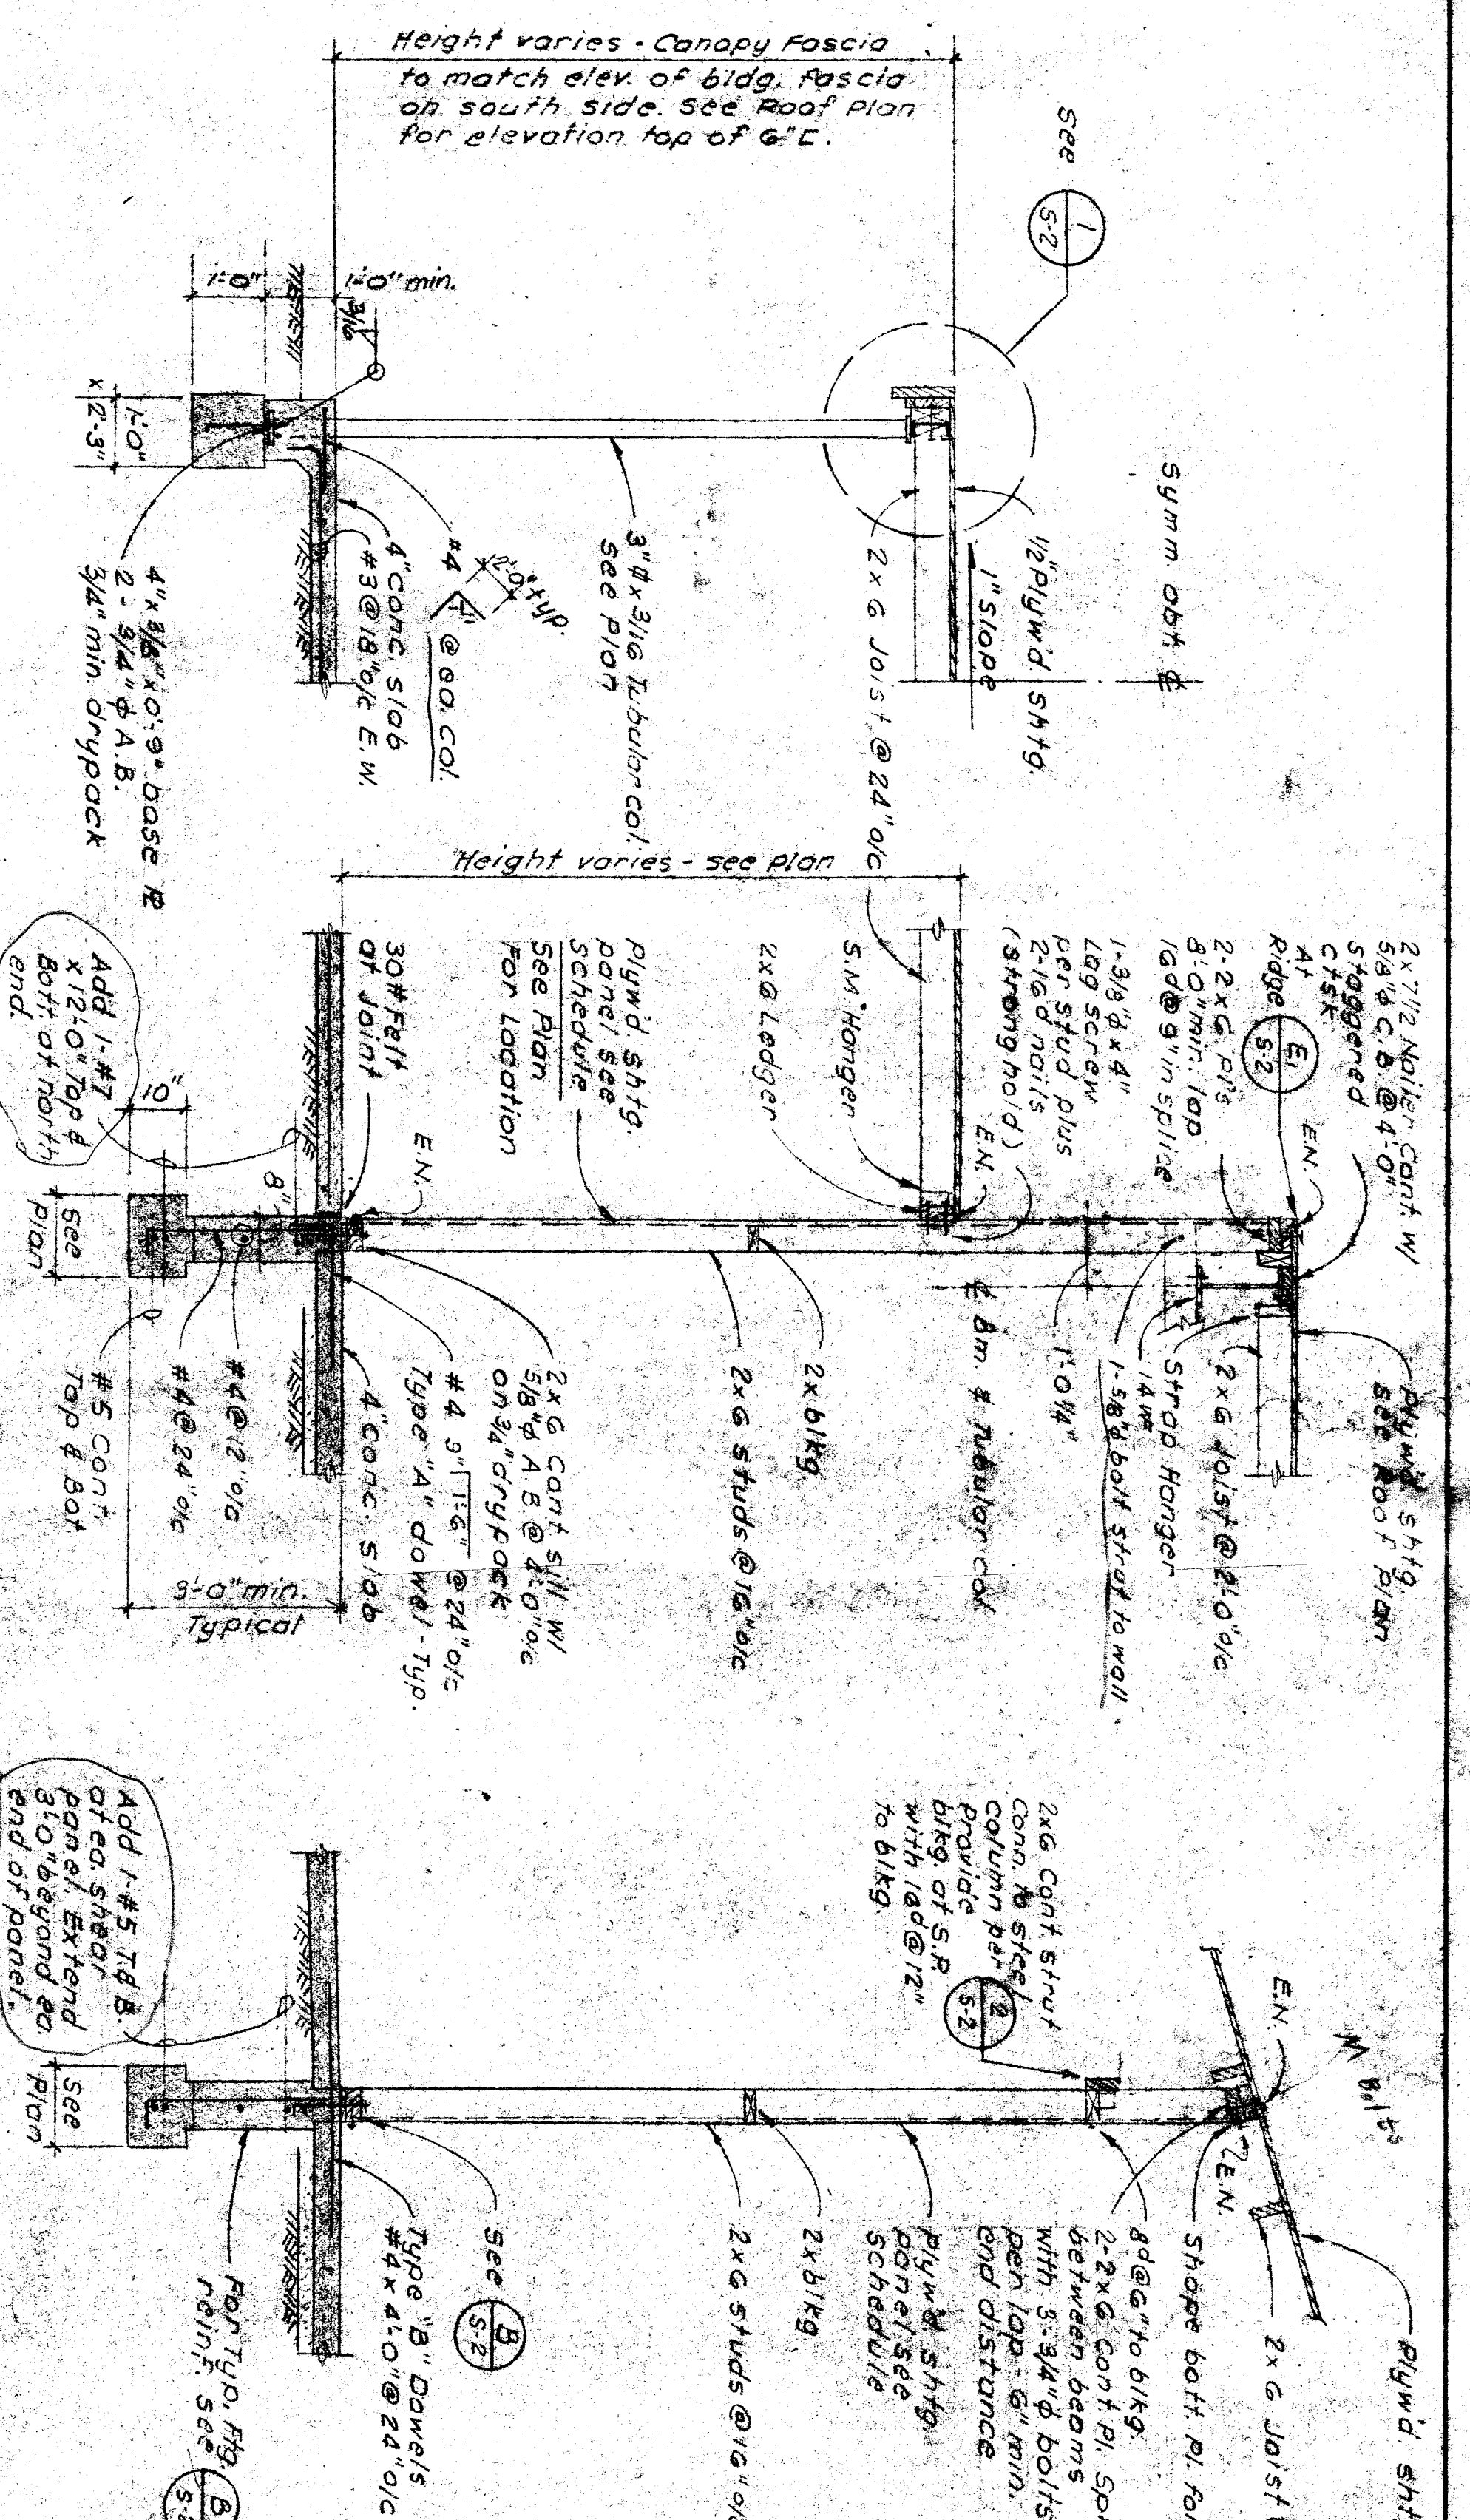 Height varies - Canopy Fascia
to match elev. of bldg. fascia
on south side. See Roof Plan
for elevation top of 6"[.
See
1
S-2
Symm. abt. ℄
1/2" Plyw'd. Shtg.
1" Slope
2x6 Joist @ 24" o/c
3"⌀ x 3/16 Tubular col.
See Plan
2'-0" typ.
#4 @ ea. col.
4" conc. slab
#3 @ 18" o/c E.W.
1'-0"
1'-0" min.
3/16
1'-0"
x 2'-3"
4" x 3/8" x 0'-9" base ℙ
2 - 3/4" ϕ A.B.
3/4" min. drypack
Height varies - see plan
2x7 1/2 Nailer Cont w/
5/8" ϕ C.B. @ 4'-0"
Staggered
ctsk.
At
Ridge
E1
S-2
E.N.
2-2x6 pl's
8'-0" min. lap
16d @ 9" in splice
1-3/8" ϕ x 4"
Lag screw
per stud plus
2-16d nails
(stronghold)
E.N.
S.M. Hanger
2x6 Ledger
Plyw'd. Shtg.
panel see
schedule
See Plan
For Location
E.N.
30# Felt
at Joint
8"
10"
Add 1-#7
x 12'-0" Top &
Bott. at north
end.
See
Plan
Plyw'd shtg.
See Roof Plan
2x6 Joist @ 2'-0" o/c
Strap Hanger
1-5/8" ϕ bolt strut to wall
1'-0 1/4"
℄ Bm. & tubular col
2x blkg.
2x6 studs @ 16" o/c
2x6 Cont sill w/
5/8" ϕ A.B. @ 4'-0" o/c
on 3/4" drypack
#4 9" 1'-6" @ 24" o/c
Type "A" dowel - Typ.
4" Conc. Slab
3'-0" min.
Typical
#4 @ 12" o/c
#4 @ 24" o/c
#5 Cont.
Top & Bot
2x6 Cont strut
Conn. to steel
column per
2
S-2
Provide
blkg. at S.P.
with 16d @ 12"
to blkg.
E.N.
E.N.
Plyw'd. sht
2x6 Joist
Shape bott. pl. for
8d @ 6" to blkg.
2-2x6 Cont Pl.
between beams
with 3-3/4" ϕ bolts
per lap - 6" min.
end distance
Plyw'd shtg.
panel see
schedule
2x blkg.
2x6 studs @ 16" o/c
See
B
S-2
Type "B" Dowels
#4 x 4'-0" @ 24" o/c
For Typ. Ftg.
reinf. see
B
Add 1-#5 T.& B.
at ea. shear
panel. Extend
3'-0" beyond ea.
end of panel.
See
Plan